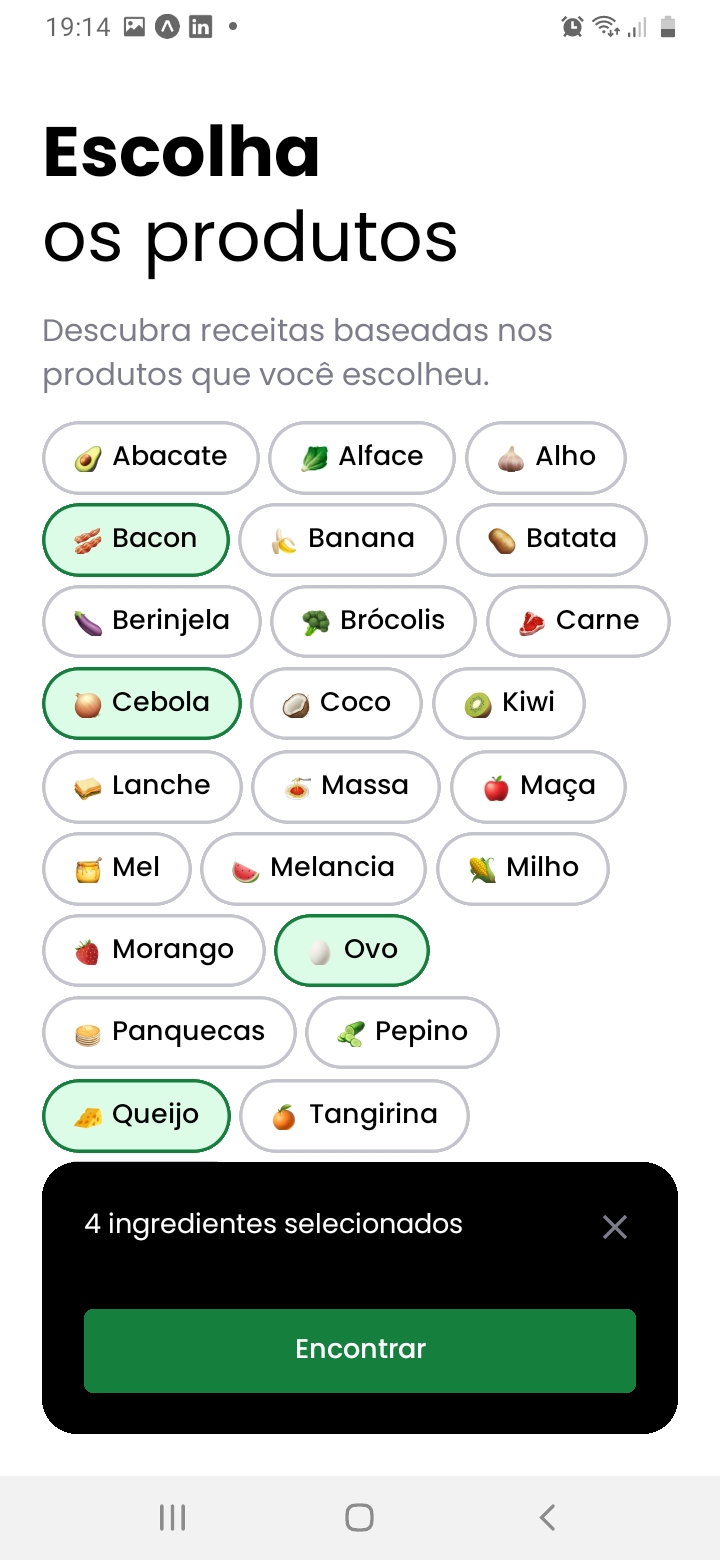 19:14
Escolha
os produtos
Descubra receitas baseadas nos
produtos que você escolheu.
Abacate Alface Alho
Bacon Banana Batata
Berinjela Brócolis Carne
Cebola Coco Kiwi
Lanche Massa Maça
Mel Melancia Milho
Morango Ovo
Panquecas Pepino
Queijo Tangirina
4 ingredientes selecionados
Encontrar